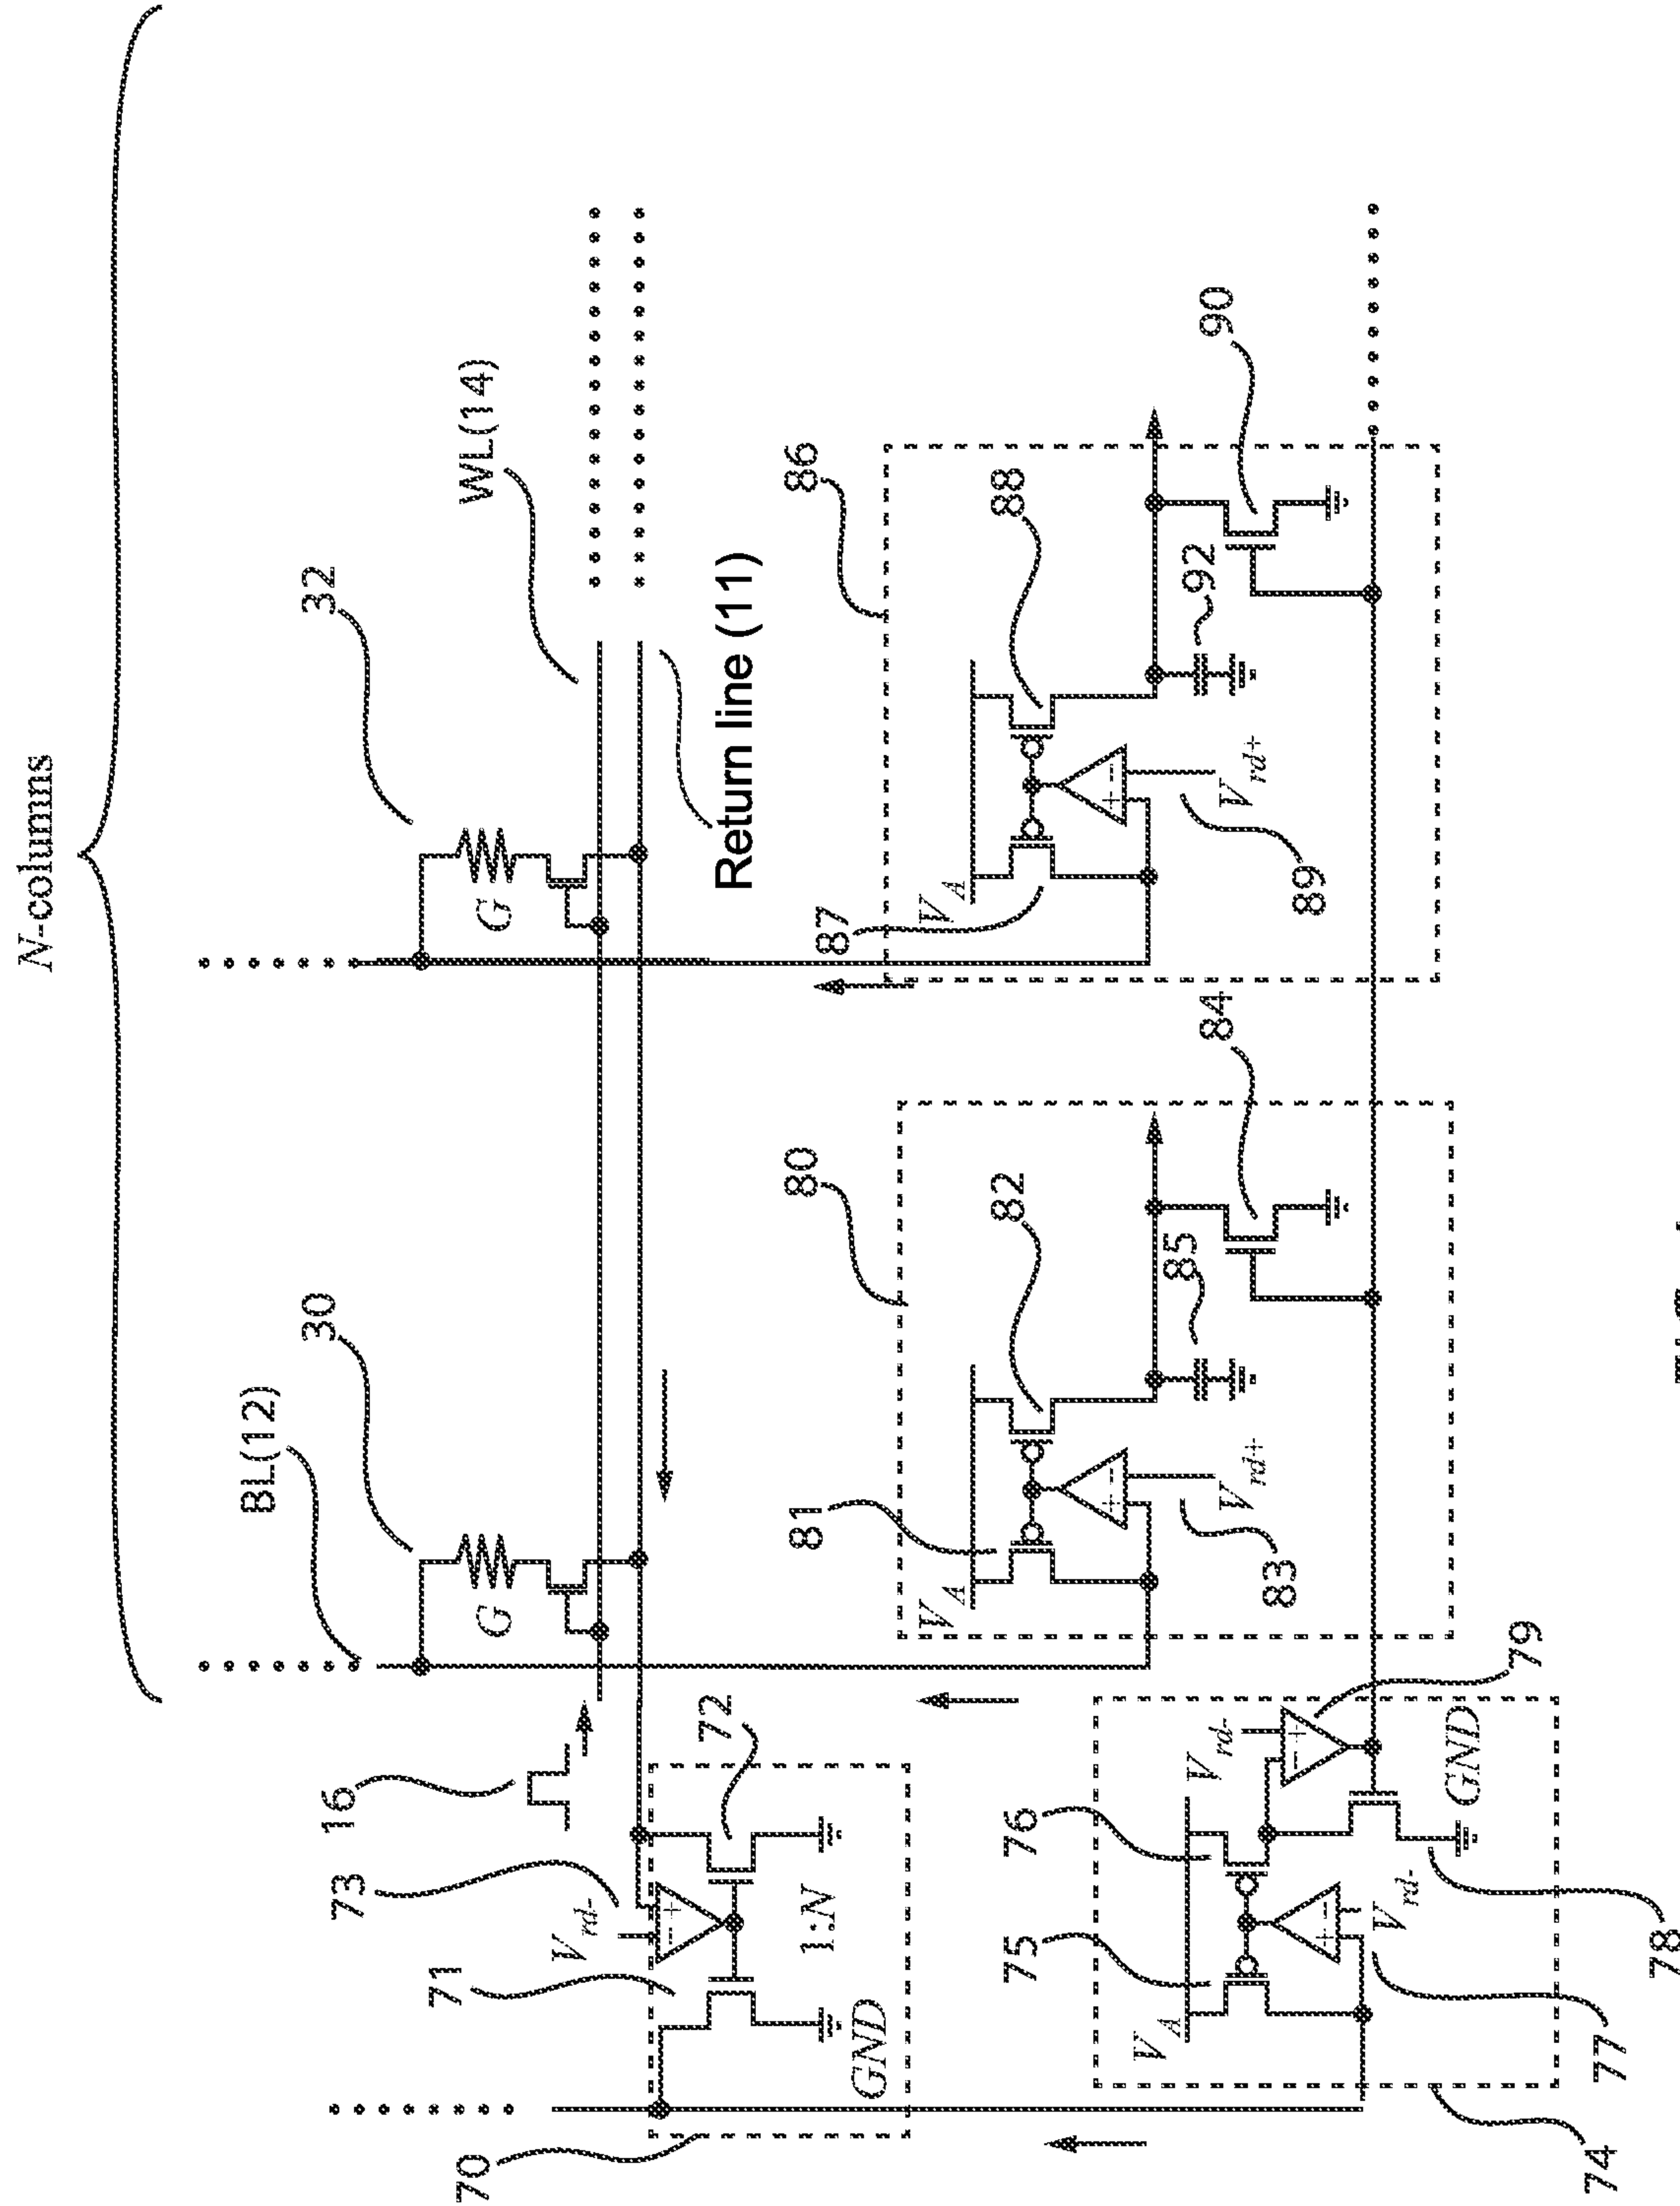 N-columns
BL(12)
30
32
G
G
WL(14)
Return line (11)
16
73
V_rd-
71
72
1:N
GND
70
80
V_A
81
82
83
V_rd+
85
84
86
V_A
87
88
89
V_rd+
92
90
75
76
V_A
V_rd-
V_rd-
GND
79
77
78
74